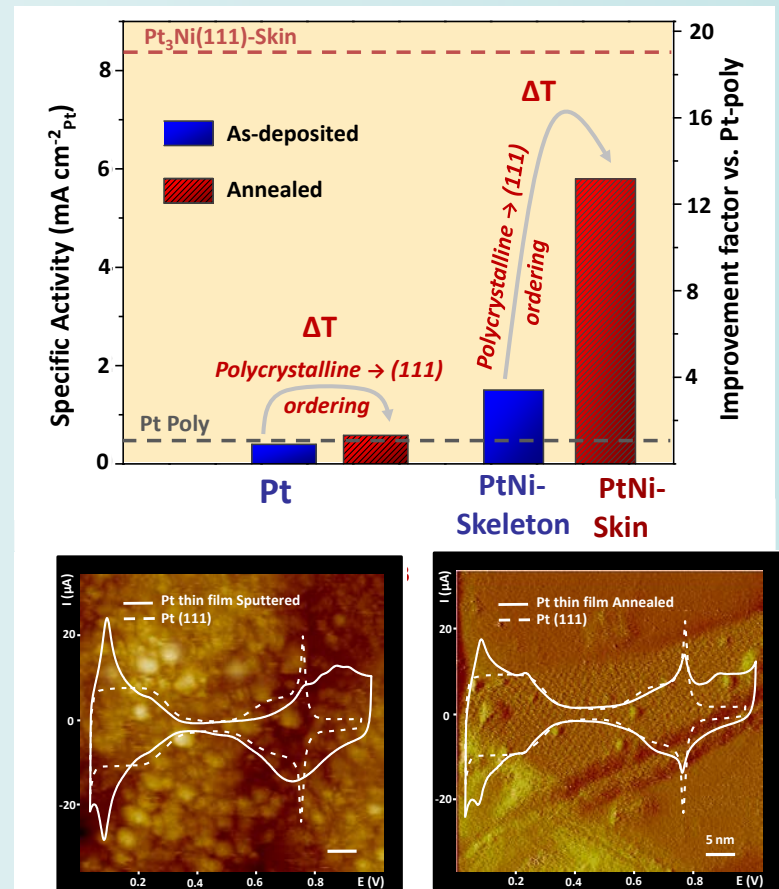 Pt₃Ni(111)-Skin
Specific Activity (mA cm⁻²Pt)
8
6
4
2
0
As-deposited
Annealed
ΔT
Polycrystalline → (111)
ordering
ΔT
Polycrystalline → (111)
ordering
Pt Poly
20
16
12
8
4
Improvement factor vs. Pt-poly
Pt
PtNi-
Skeleton
PtNi-
Skin
I (µA)
Pt thin film Sputtered
Pt (111)
20
0
-20
0.2
0.4
0.6
0.8
E (V)
I (µA)
Pt thin film Annealed
Pt (111)
20
0
-20
5 nm
0.2
0.4
0.6
0.8
E (V)